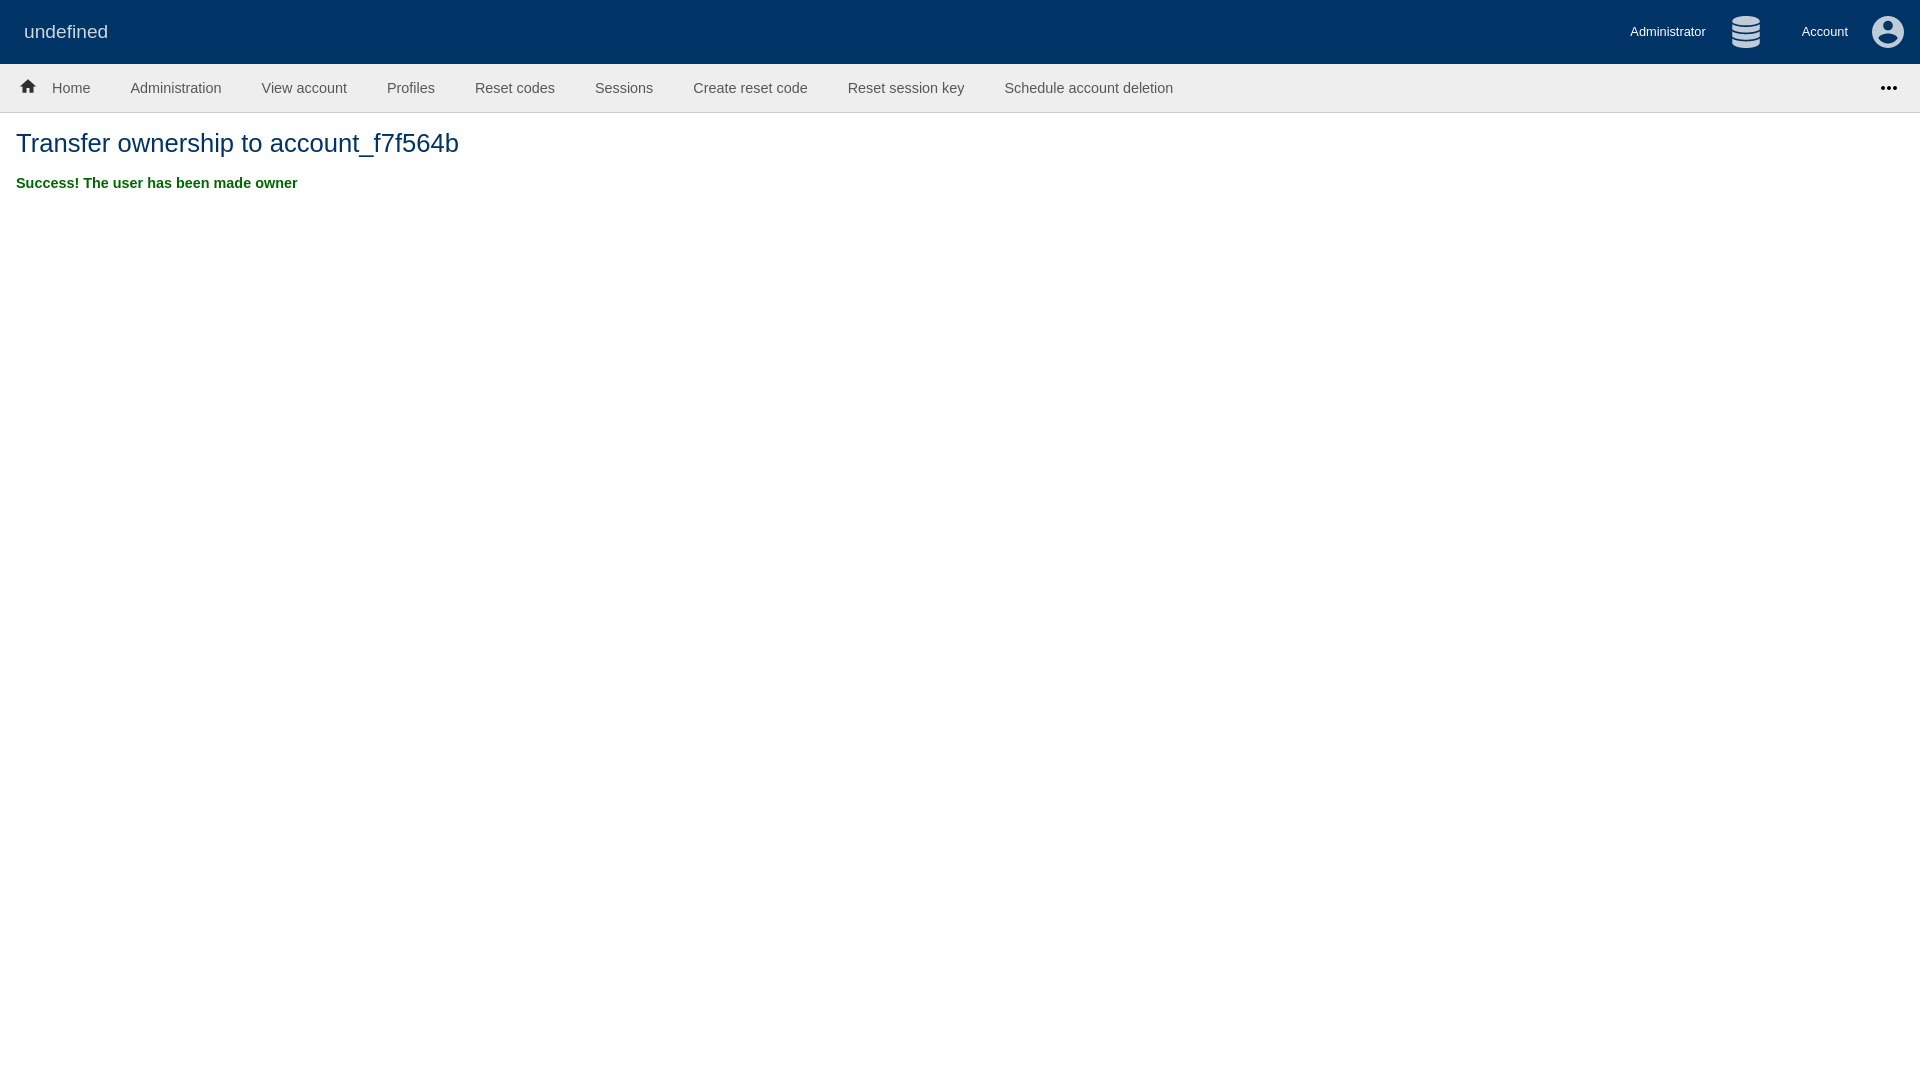 undefined
Administrator
Account
Home
Administration
View account
Profiles
Reset codes
Sessions
Create reset code
Reset session key
Schedule account deletion
Transfer ownership to account_f7f564b
Success! The user has been made owner